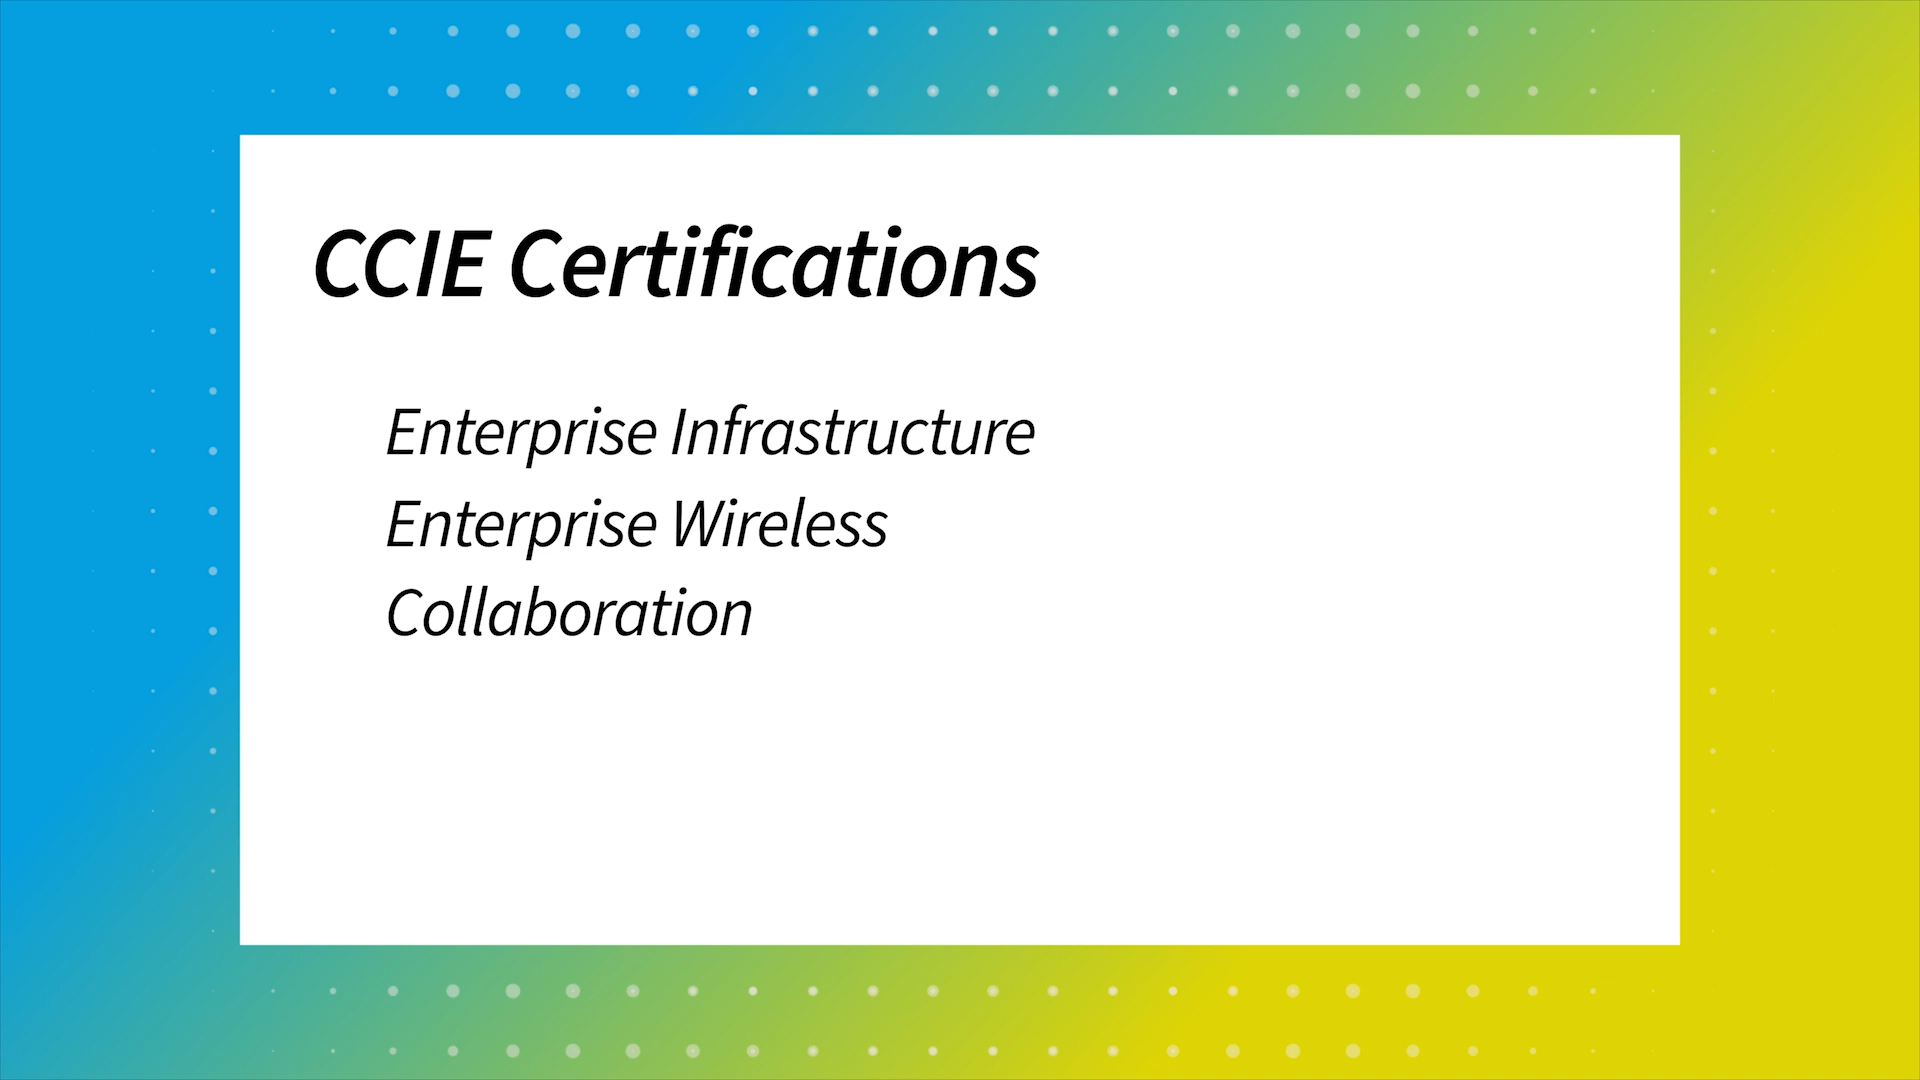 CCIE Certifications
Enterprise Infrastructure
Enterprise Wireless
Collaboration